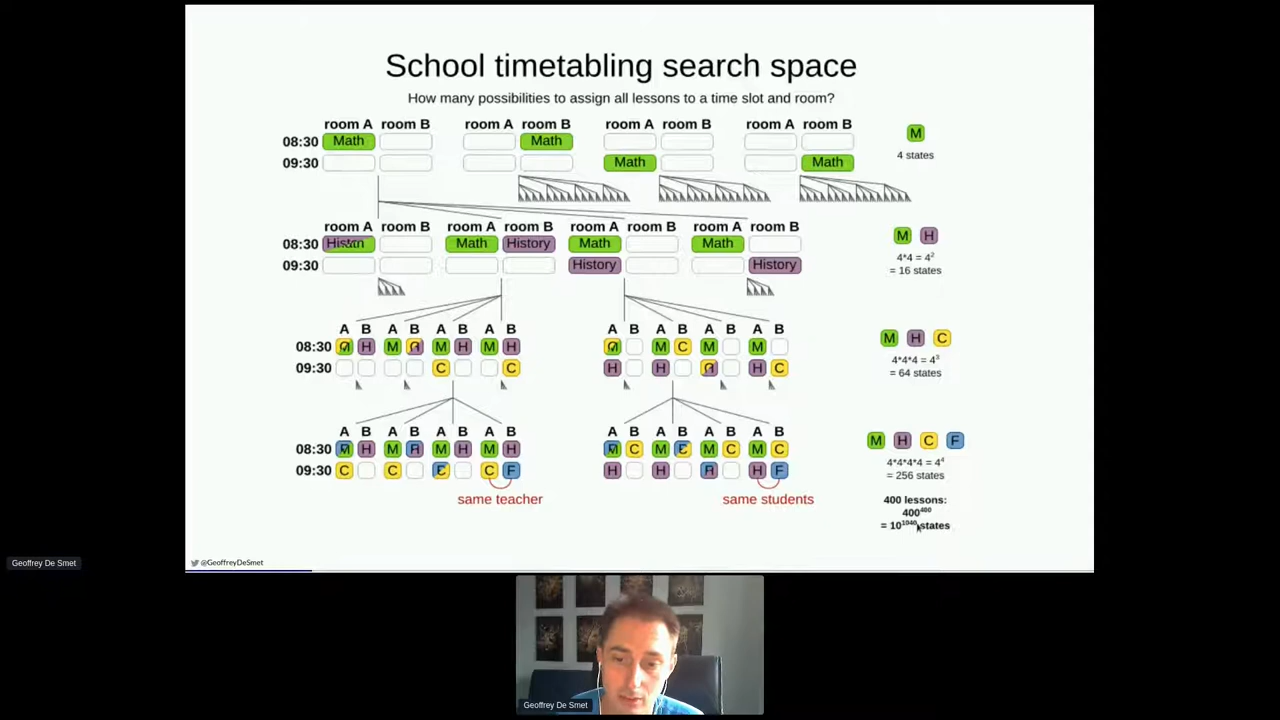 School timetabling search space
How many possibilities to assign all lessons to a time slot and room?
room A room B room A room B room A room B room A room B
08:30 Math Math M
09:30 Math Math 4 states
room A room B room A room B room A room B room A room B
08:30 Math History Math Math M H
09:30 History History 4*4 = 4²
= 16 states
A B A B A B A B A B A B A B A B
08:30 H M M H M H M C M M M H C
09:30 C C H H H C 4*4*4 = 4³
= 64 states
A B A B A B A B A B A B A B A B
08:30 H M M H M H C M M C M C M H C F
09:30 C C C F H H H F 4*4*4*4 = 4⁴
= 256 states
same teacher same students 400 lessons:
400⁴⁰⁰
= 10¹⁰⁴⁰ states
@GeoffreyDeSmet
Geoffrey De Smet
Geoffrey De Smet